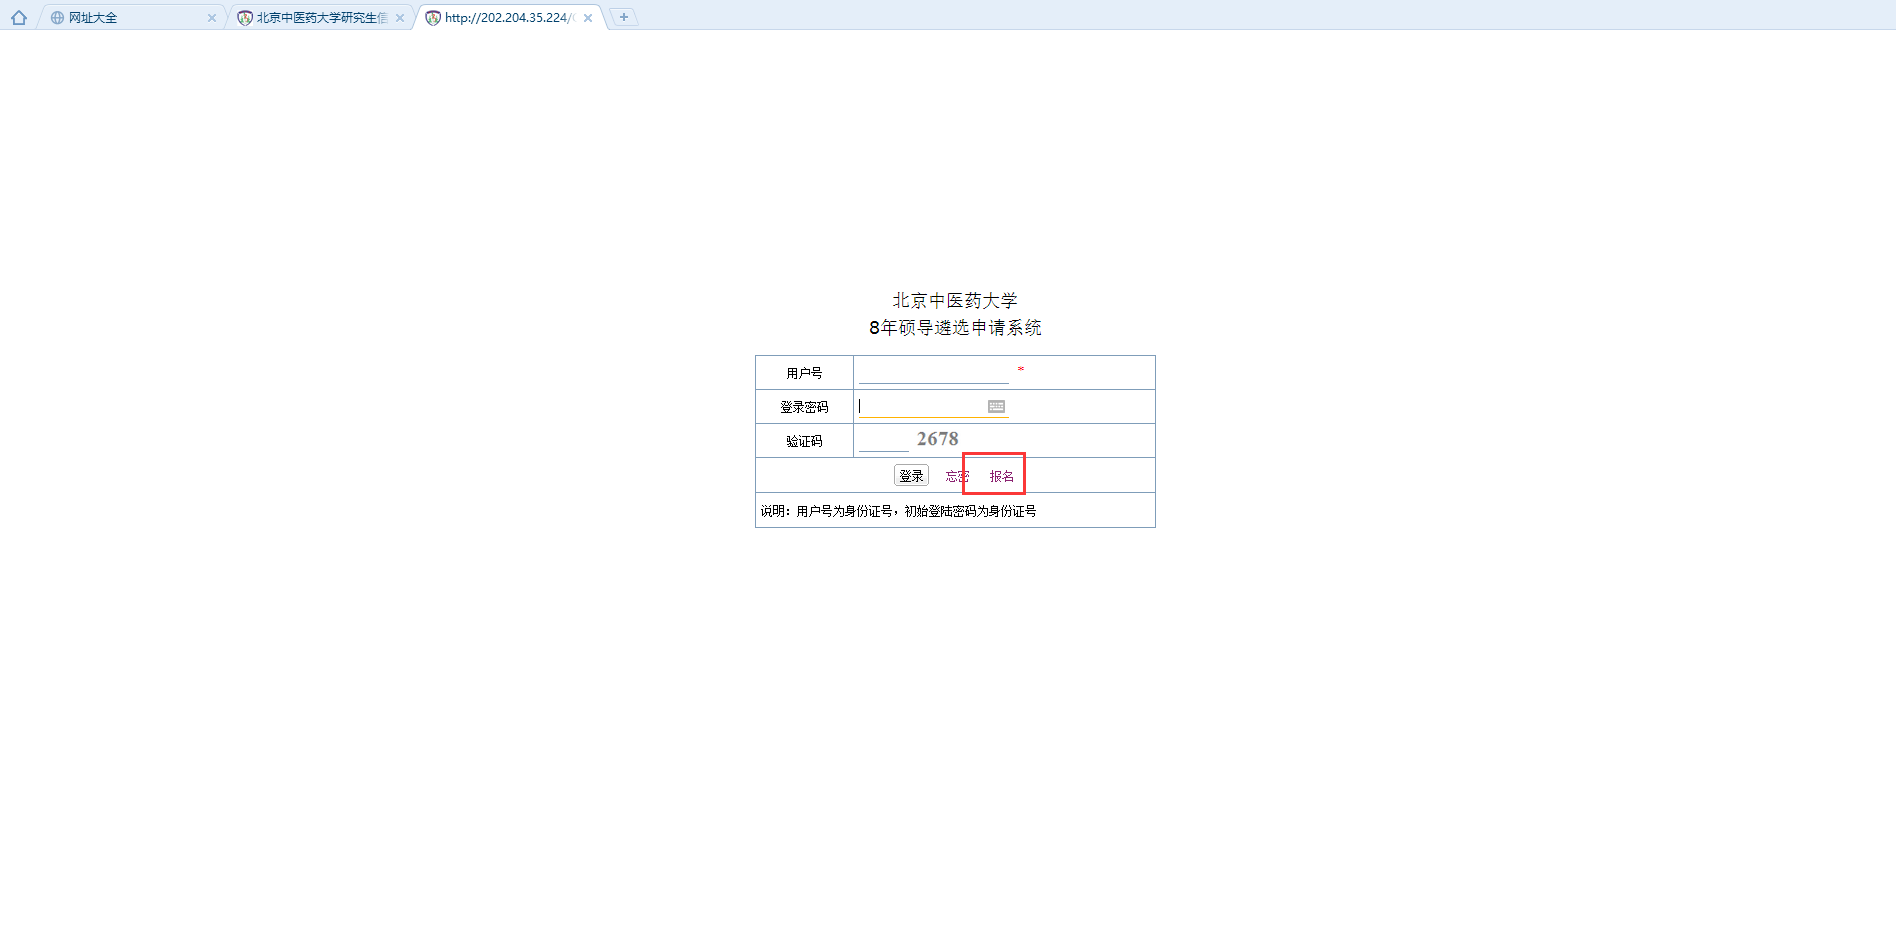 网址大全
北京中医药大学研究生信
http://202.204.35.224/
北京中医药大学
8年硕导遴选申请系统
用户号 *
登录密码
验证码 2678
登录 忘密 报名
说明：用户号为身份证号，初始登陆密码为身份证号